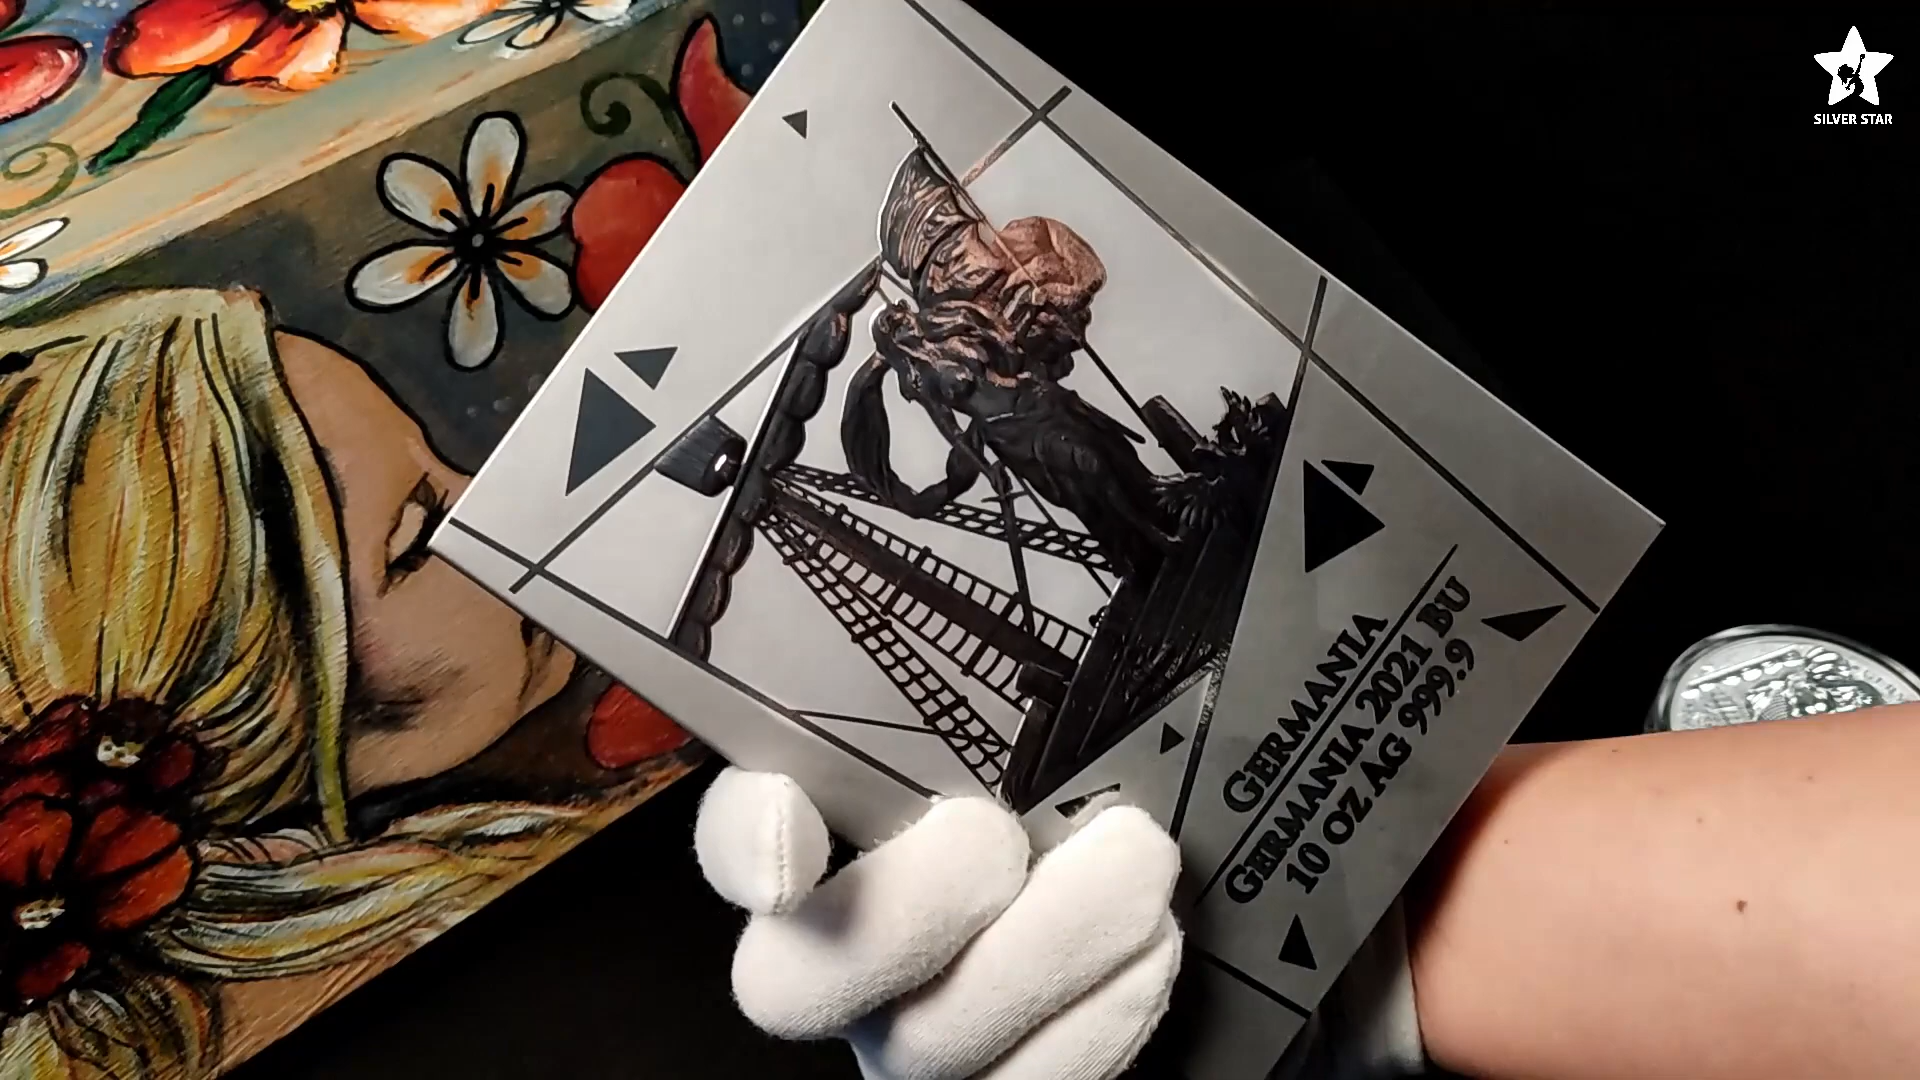 SILVER STAR
GERMANIA
GERMANIA 2021 BU
10 OZ AG 999.9